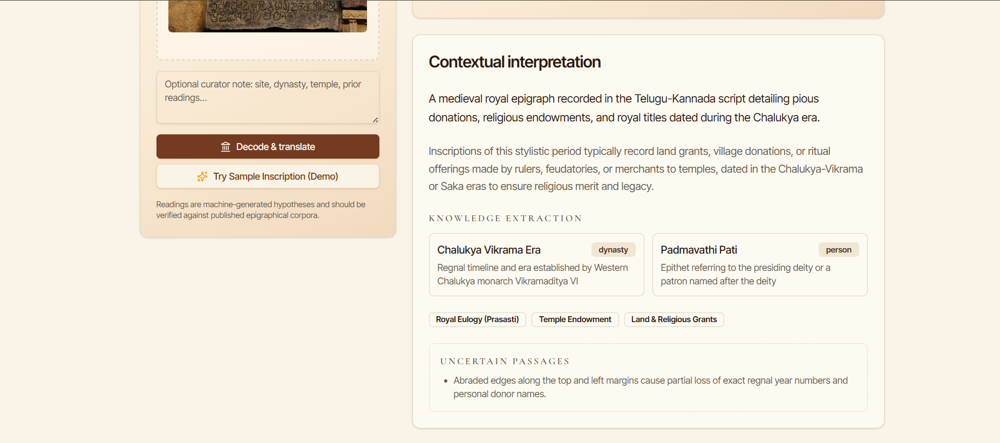 Optional curator note: site, dynasty, temple, prior
readings...
Decode & translate
Try Sample Inscription (Demo)
Readings are machine-generated hypotheses and should be
verified against published epigraphical corpora.
Contextual interpretation
A medieval royal epigraph recorded in the Telugu-Kannada script detailing pious
donations, religious endowments, and royal titles dated during the Chalukya era.
Inscriptions of this stylistic period typically record land grants, village donations, or ritual
offerings made by rulers, feudatories, or merchants to temples, dated in the Chalukya-Vikrama
or Saka eras to ensure religious merit and legacy.
KNOWLEDGE EXTRACTION
Chalukya Vikrama Era dynasty
Regnal timeline and era established by Western
Chalukya monarch Vikramaditya VI
Padmavathi Pati person
Epithet referring to the presiding deity or a
patron named after the deity
Royal Eulogy (Prasasti) Temple Endowment Land & Religious Grants
UNCERTAIN PASSAGES
• Abraded edges along the top and left margins cause partial loss of exact regnal year numbers and
personal donor names.